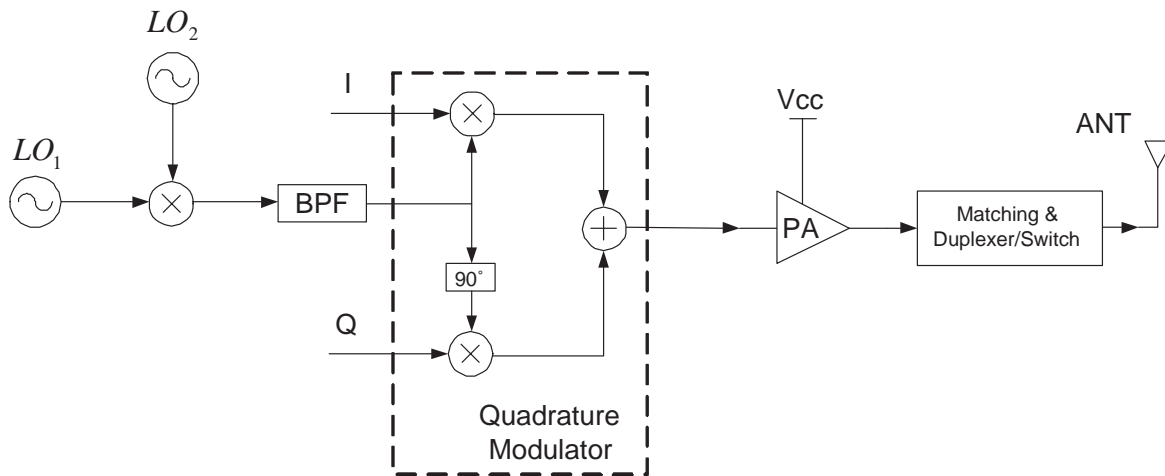 LO₂
I
Vcc
ANT
LO₁
BPF
PA
Matching &
Duplexer/Switch
90°
Q
Quadrature
Modulator